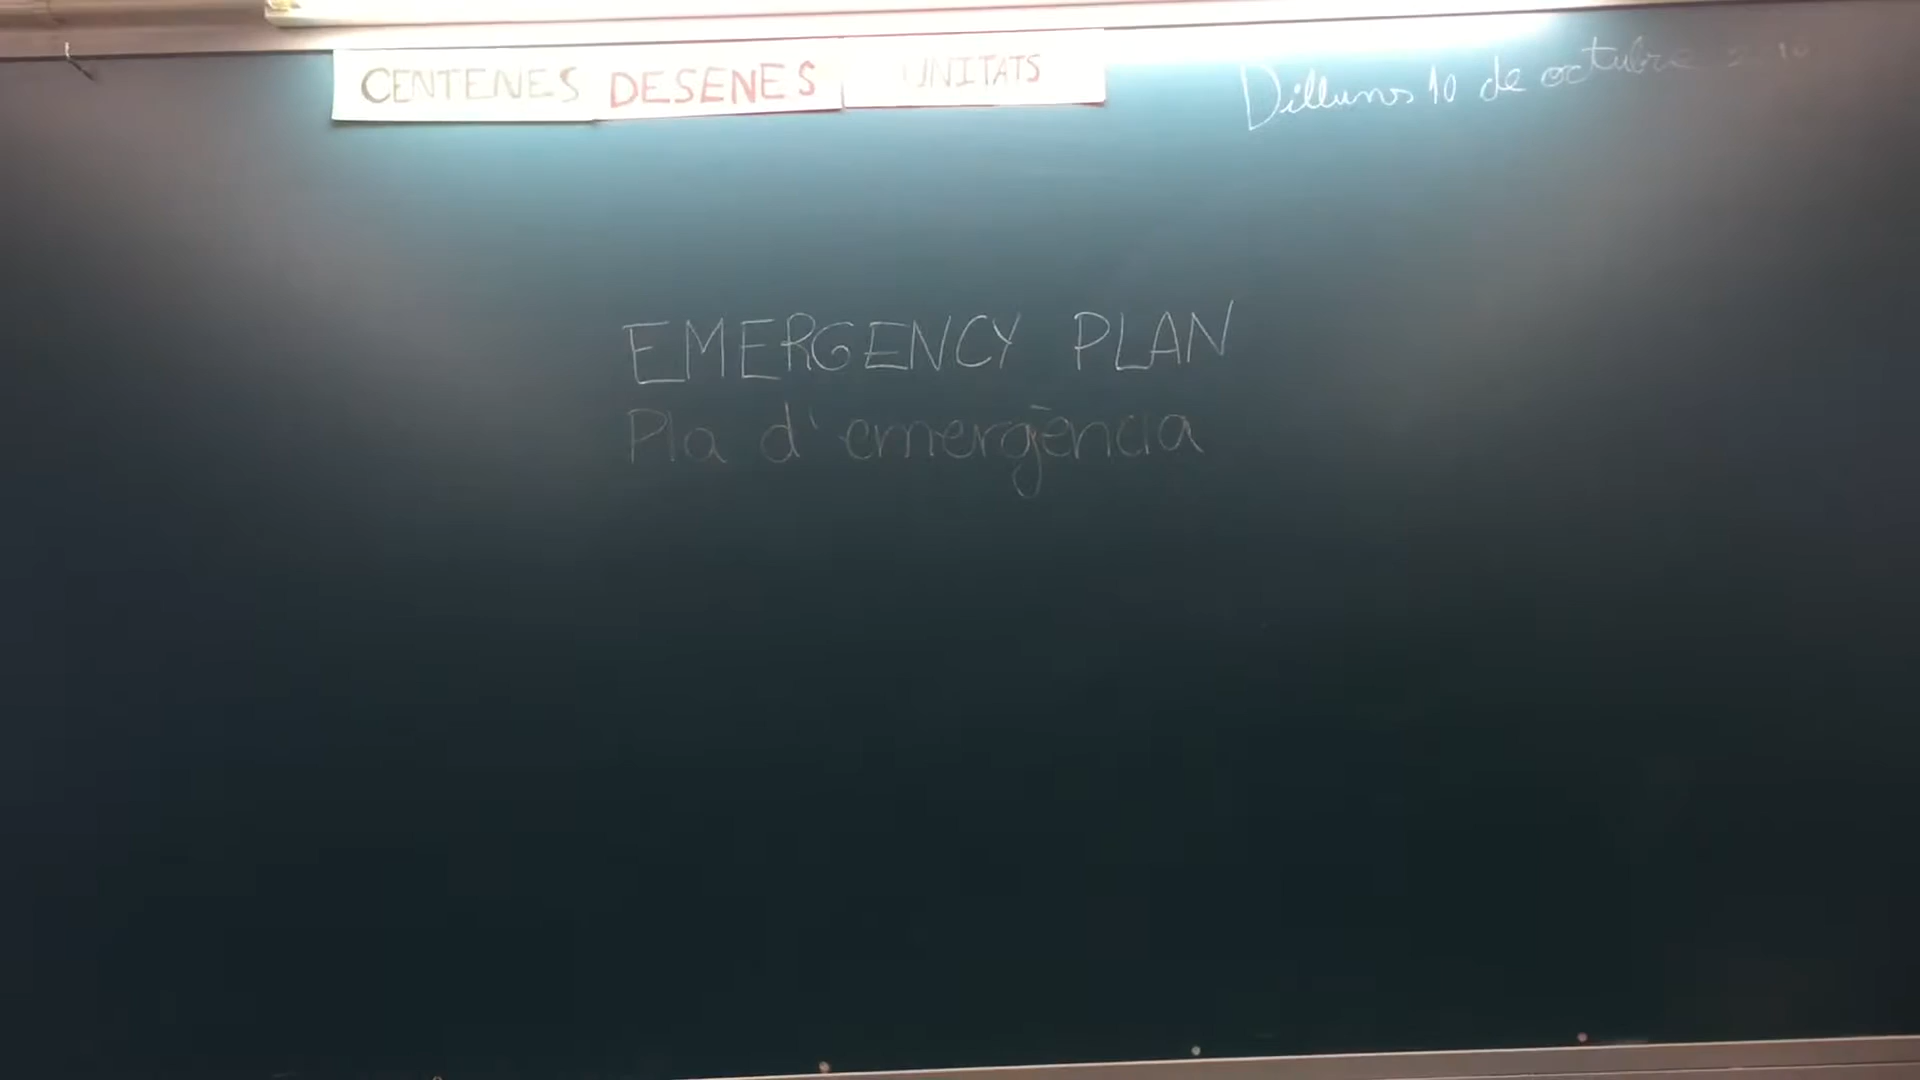 CENTENES DESENES UNITATS
Dilluns 10 de octubre
EMERGENCY PLAN
Pla d'emergència